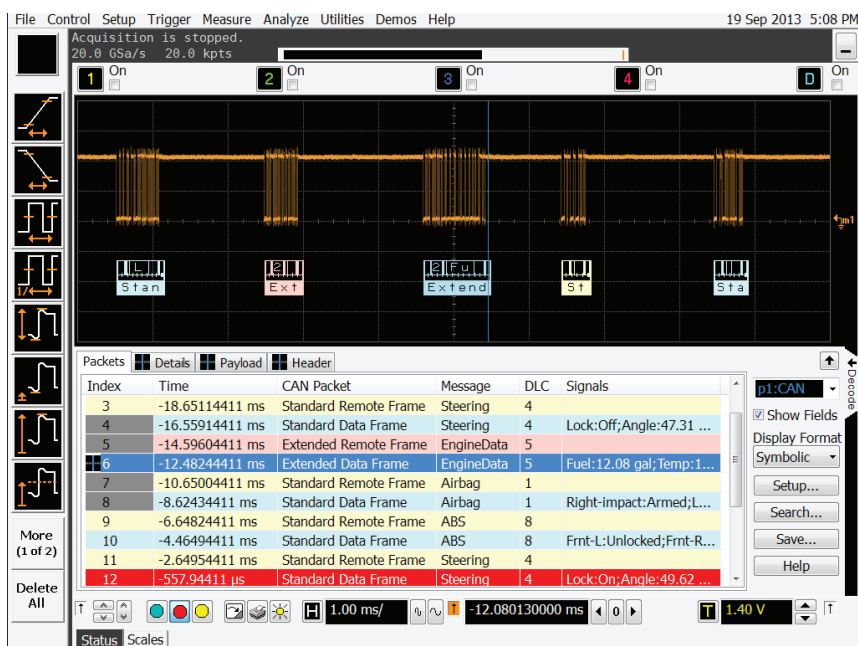 File Control Setup Trigger Measure Analyze Utilities Demos Help 19 Sep 2013 5:08 PM
Acquisition is stopped.
20.0 GSa/s 20.0 kpts
1 On 2 On 3 On 4 On D On
m1
L 2 2 Fu
Stan Ext Extend St Sta
1/
Packets Details Payload Header
Decode
Index Time CAN Packet Message DLC Signals
3 -18.65114411 ms Standard Remote Frame Steering 4
4 -16.55914411 ms Standard Data Frame Steering 4 Lock:Off;Angle:47.31 ...
5 -14.59604411 ms Extended Remote Frame EngineData 5
6 -12.48244411 ms Extended Data Frame EngineData 5 Fuel:12.08 gal;Temp:1...
7 -10.65004411 ms Standard Remote Frame Airbag 1
8 -8.62434411 ms Standard Data Frame Airbag 1 Right-impact:Armed;L...
9 -6.64824411 ms Standard Remote Frame ABS 8
10 -4.46494411 ms Standard Data Frame ABS 8 Frnt-L:Unlocked;Frnt-R...
11 -2.64954411 ms Standard Remote Frame Steering 4
12 -557.94411 µs Standard Data Frame Steering 4 Lock:On;Angle:49.62 ...
p1:CAN
Show Fields
Display Format
Symbolic
Setup...
Search...
Save...
Help
More
(1 of 2)
Delete
All
H 1.00 ms/ -12.080130000 ms 0 T 1.40 V
Status Scales